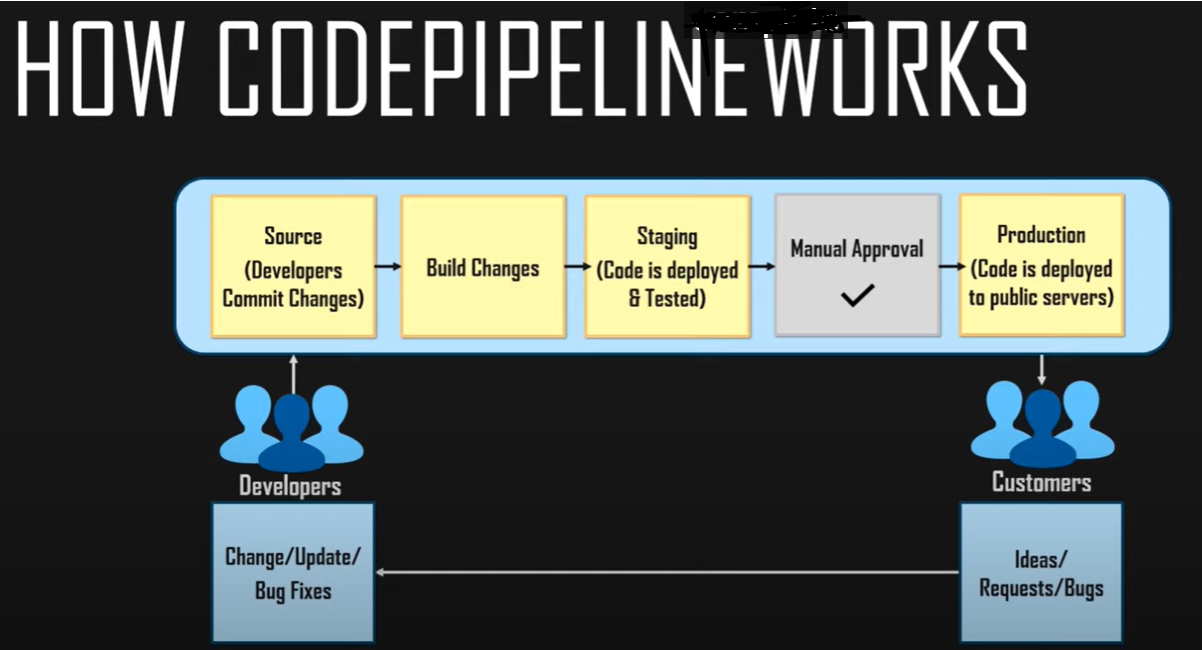 HOW CODEPIPELINE WORKS
Source
(Developers
Commit Changes)
Build Changes
Staging
(Code is deployed
& Tested)
Manual Approval
Production
(Code is deployed
to public servers)
Developers
Customers
Change/Update/
Bug Fixes
Ideas/
Requests/Bugs